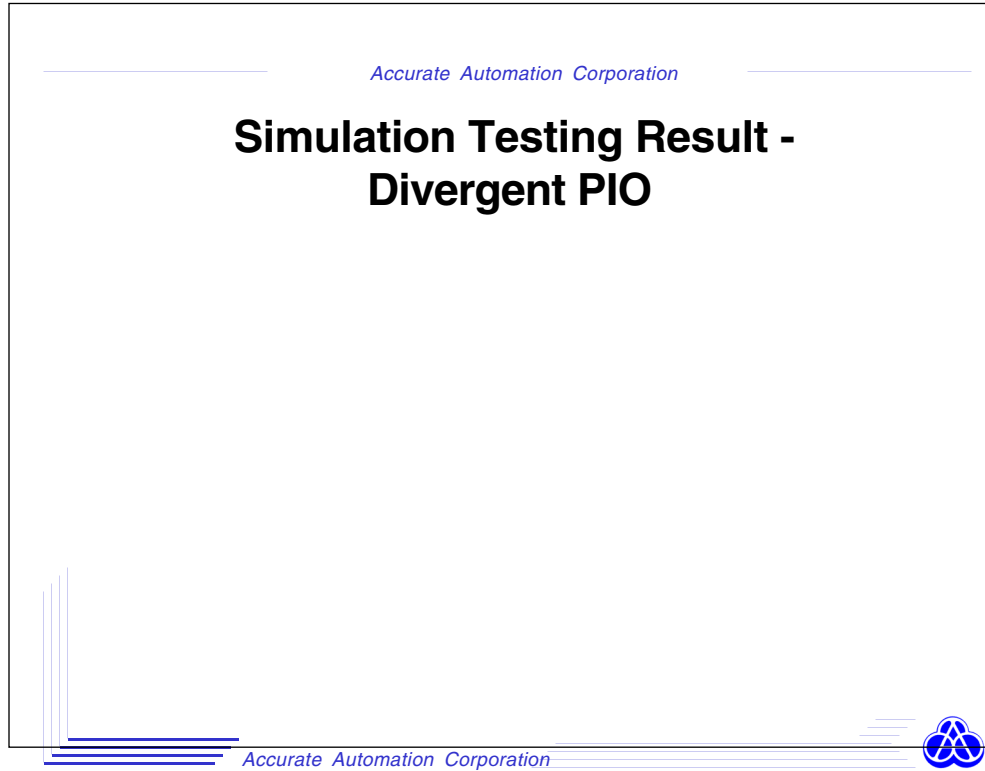 Accurate Automation Corporation
Simulation Testing Result -
Divergent PIO
Accurate Automation Corporation